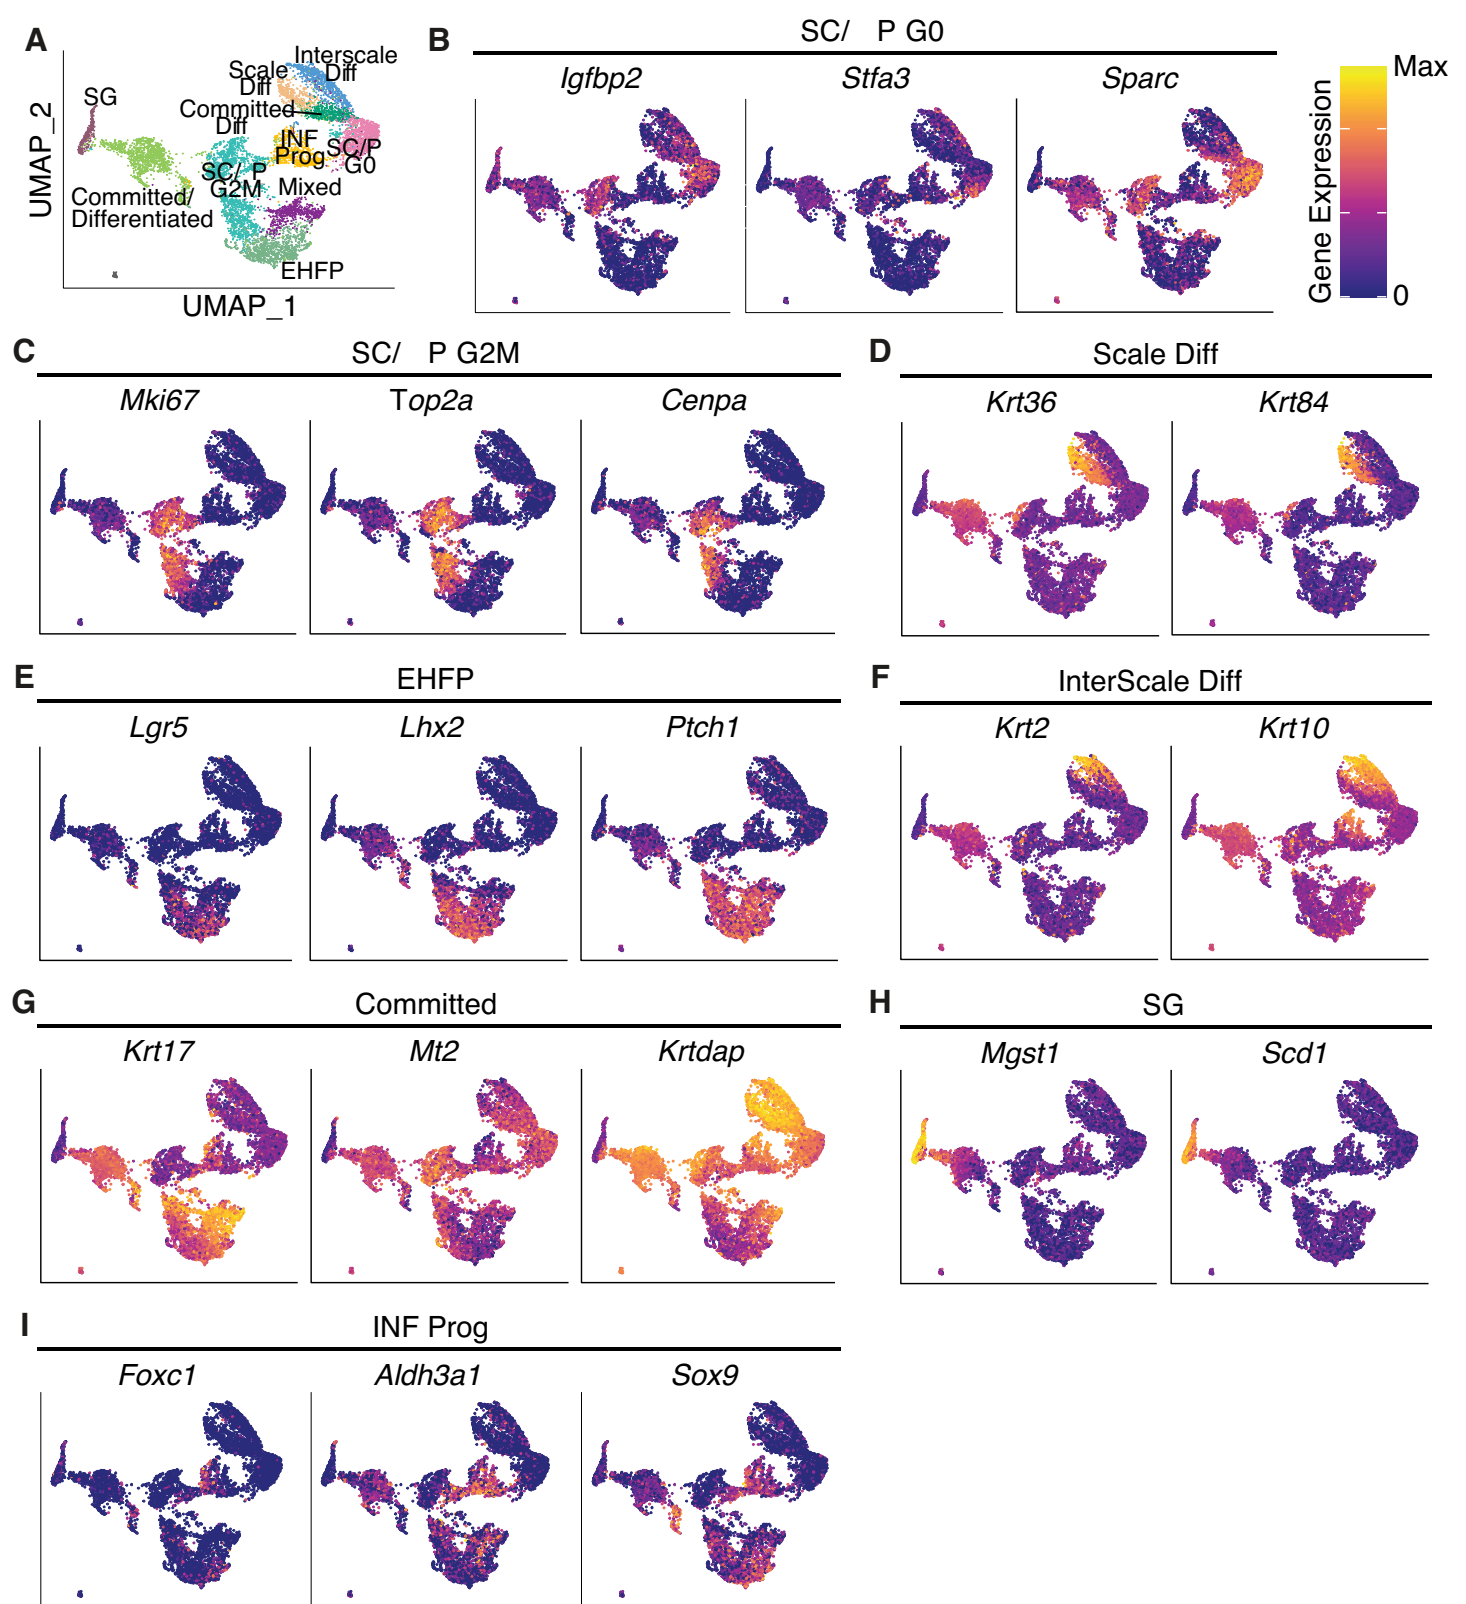 A
UMAP_2
UMAP_1
SG
Scale
Diff
Interscale
Diff
Committed
Diff
INF
Prog
SC/P
G0
SC/ P
G2M
Mixed
Committed/
Differentiated
EHFP
B
SC/ P G0
Igfbp2
Stfa3
Sparc
Gene Expression
Max
0
C
SC/ P G2M
Mki67
Top2a
Cenpa
D
Scale Diff
Krt36
Krt84
E
EHFP
Lgr5
Lhx2
Ptch1
F
InterScale Diff
Krt2
Krt10
G
Committed
Krt17
Mt2
Krtdap
H
SG
Mgst1
Scd1
I
INF Prog
Foxc1
Aldh3a1
Sox9